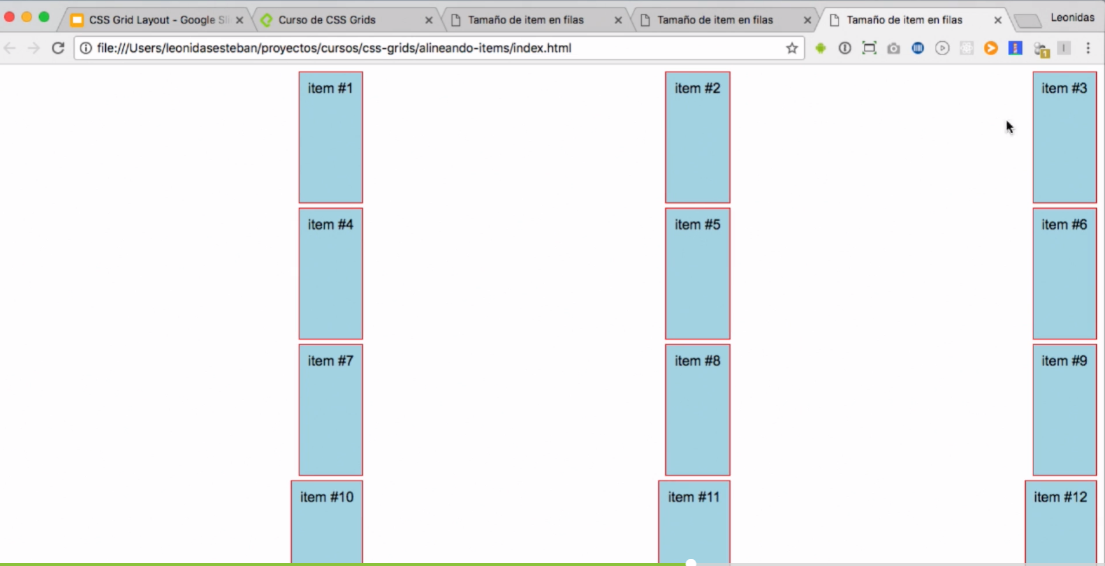 CSS Grid Layout - Google Sli
Curso de CSS Grids
Tamaño de item en filas
Tamaño de item en filas
Tamaño de item en filas
Leonidas
file:///Users/leonidasesteban/proyectos/cursos/css-grids/alineando-items/index.html
item #1
item #2
item #3
item #4
item #5
item #6
item #7
item #8
item #9
item #10
item #11
item #12